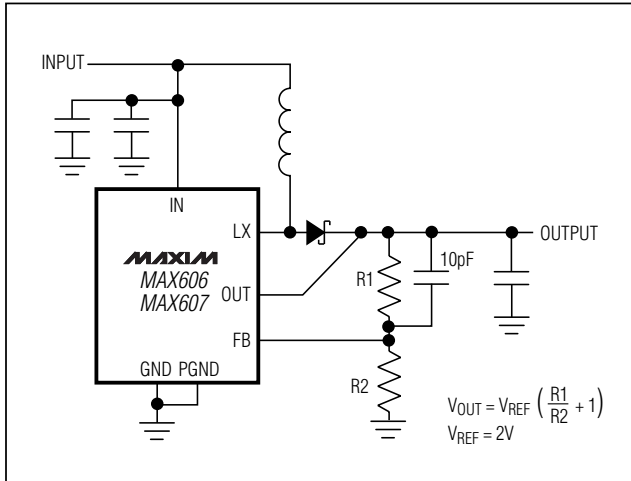 INPUT
IN
LX
MAXIM
MAX606
MAX607
OUT
FB
GND PGND
OUTPUT
R1
10pF
R2
VOUT = VREF (R1/R2 + 1)
VREF = 2V